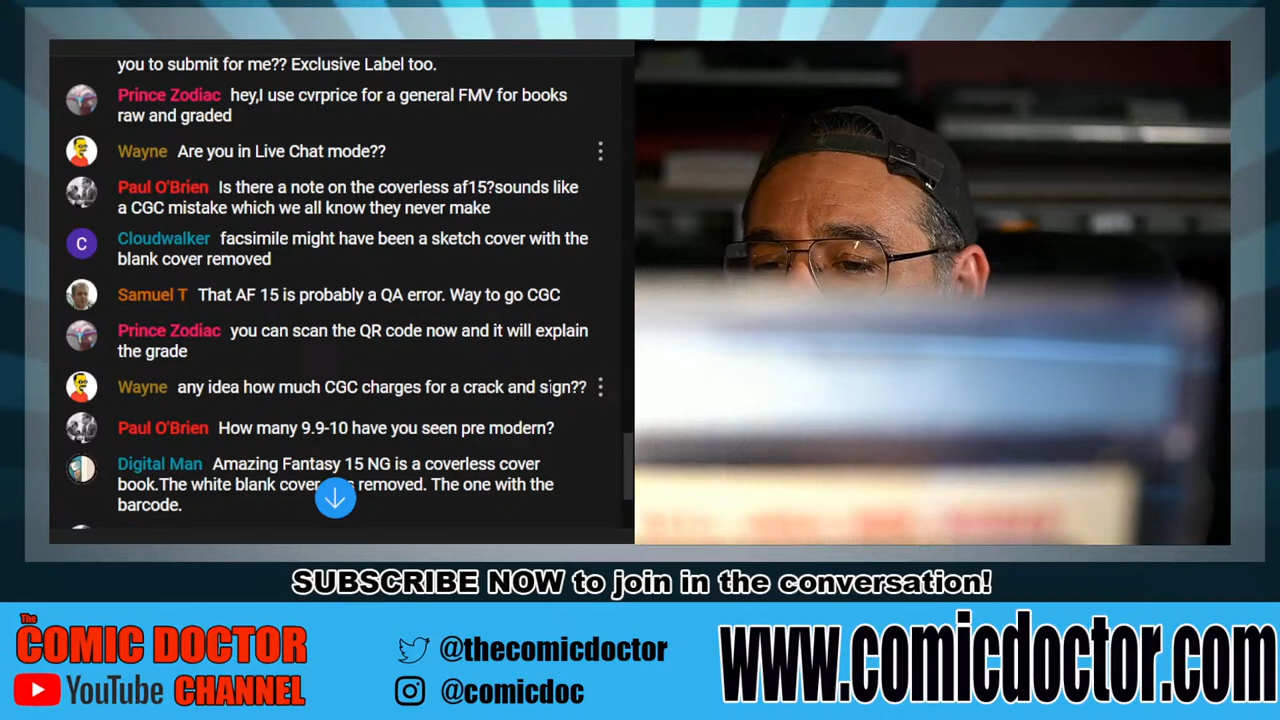 you to submit for me?? Exclusive Label too.
Prince Zodiac hey,I use cvrprice for a general FMV for books
raw and graded
Wayne Are you in Live Chat mode??
Paul O'Brien Is there a note on the coverless af15?sounds like
a CGC mistake which we all know they never make
C
Cloudwalker facsimile might have been a sketch cover with the
blank cover removed
Samuel T That AF 15 is probably a QA error. Way to go CGC
Prince Zodiac you can scan the QR code now and it will explain
the grade
Wayne any idea how much CGC charges for a crack and sign??
Paul O'Brien How many 9.9-10 have you seen pre modern?
Digital Man Amazing Fantasy 15 NG is a coverless cover
book.The white blank cover removed. The one with the
barcode.
SUBSCRIBE NOW to join in the conversation!
The
COMIC DOCTOR
YouTube CHANNEL
@thecomicdoctor
@comicdoc
www.comicdoctor.com